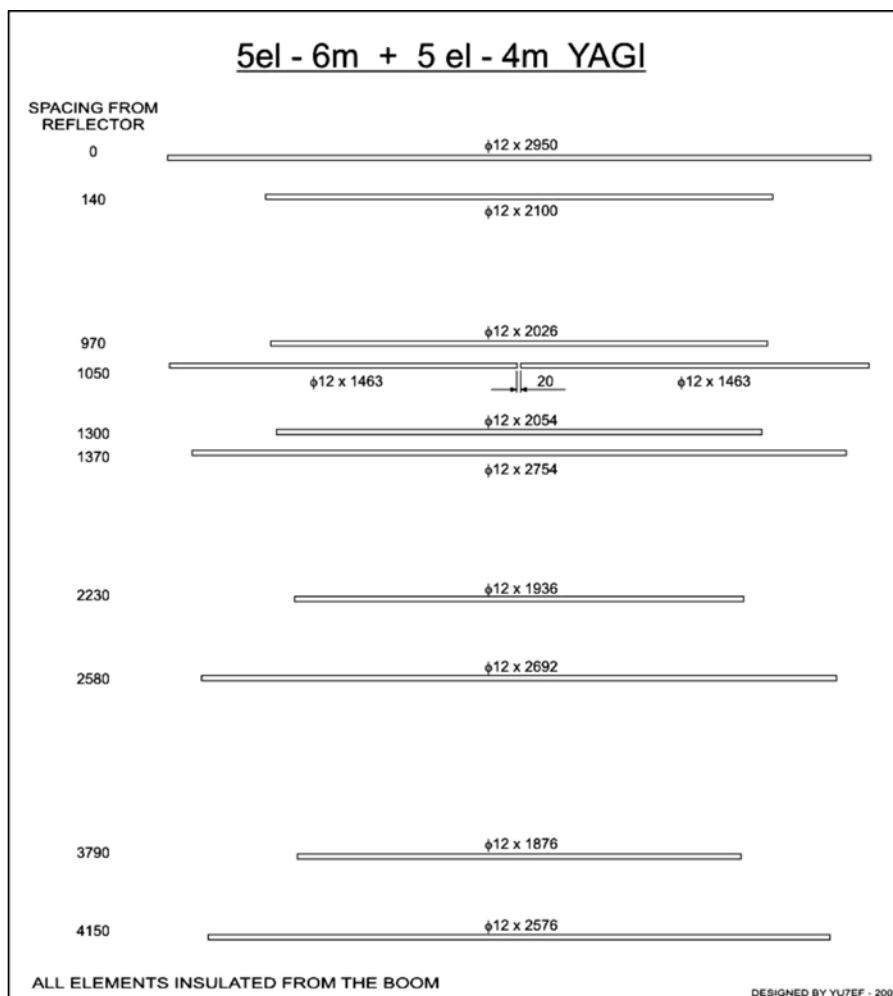 5el - 6m + 5 el - 4m YAGI
SPACING FROM
REFLECTOR
0
ϕ12 x 2950
140
ϕ12 x 2100
970
ϕ12 x 2026
1050
ϕ12 x 1463
20
ϕ12 x 1463
1300
ϕ12 x 2054
1370
ϕ12 x 2754
2230
ϕ12 x 1936
2580
ϕ12 x 2692
3790
ϕ12 x 1876
4150
ϕ12 x 2576
ALL ELEMENTS INSULATED FROM THE BOOM
DESIGNED BY YU7EF - 200